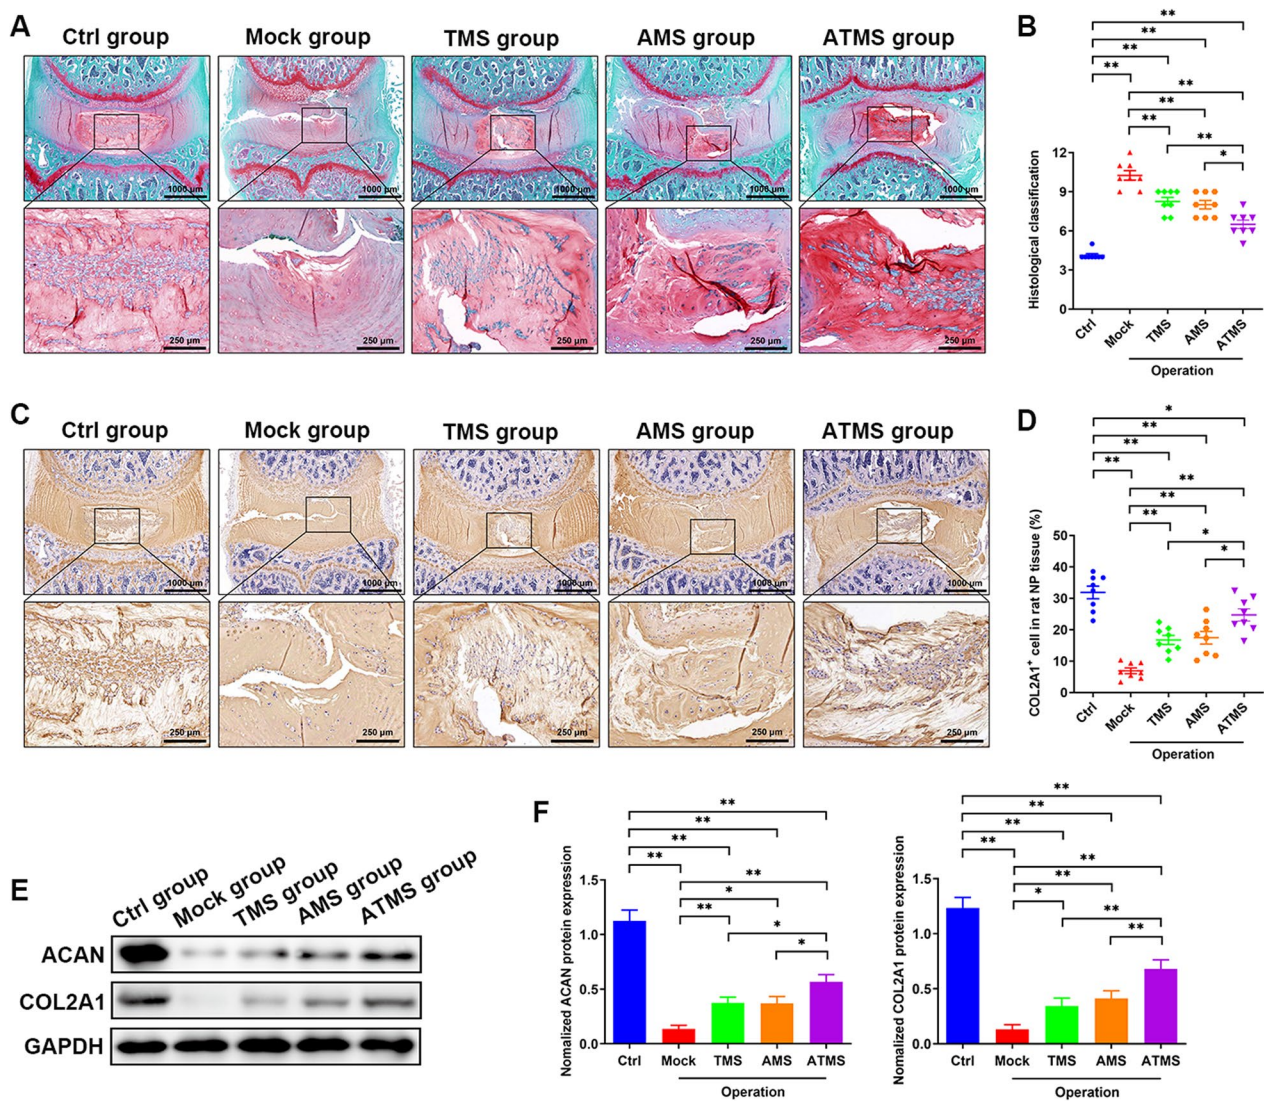 A
Ctrl group
Mock group
TMS group
AMS group
ATMS group
1000 µm
1000 µm
1000 µm
1000 µm
1000 µm
250 µm
250 µm
250 µm
250 µm
250 µm
B
**
**
**
**
**
**
**
**
*
Histological classification
12
9
6
3
0
Ctrl
Mock
TMS
AMS
ATMS
Operation
C
Ctrl group
Mock group
TMS group
AMS group
ATMS group
1000 µm
1000 µm
1000 µm
1000 µm
1000 µm
250 µm
250 µm
250 µm
250 µm
250 µm
D
*
**
**
**
**
**
**
*
*
COL2A1+ cell in rat NP tissue (%)
50
40
30
20
10
0
Ctrl
Mock
TMS
AMS
ATMS
Operation
E
Ctrl group
Mock group
TMS group
AMS group
ATMS group
ACAN
COL2A1
GAPDH
F
**
**
**
**
**
*
**
*
*
Nomalized ACAN protein expression
1.5
1.0
0.5
0.0
Ctrl
Mock
TMS
AMS
ATMS
Operation
**
**
**
**
**
**
*
**
**
Nomalized COL2A1 protein expression
1.5
1.0
0.5
0.0
Ctrl
Mock
TMS
AMS
ATMS
Operation